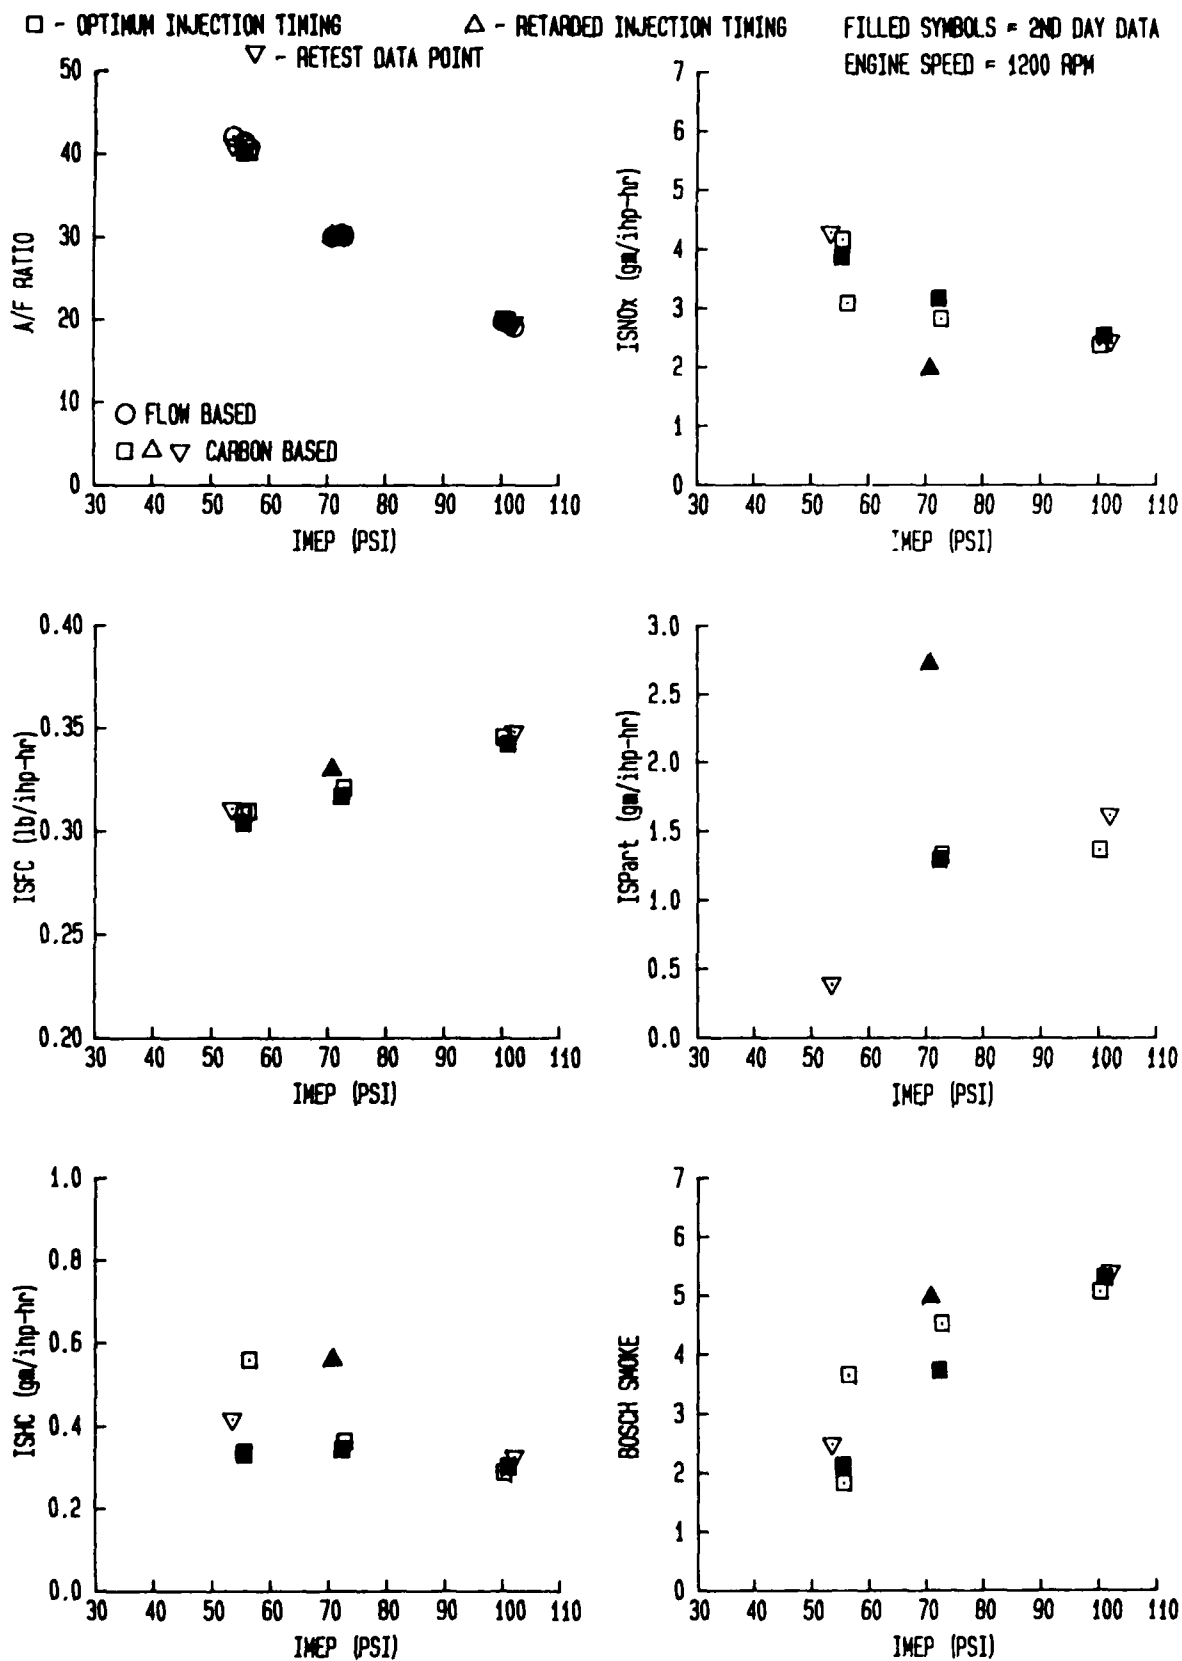 □ - OPTIMUM INJECTION TIMING △ - RETARDED INJECTION TIMING FILLED SYMBOLS = 2ND DAY DATA
▽ - RETEST DATA POINT ENGINE SPEED = 1200 RPM
50
40
30
20
10
0
A/F RATIO
○ FLOW BASED
□ △ ▽ CARBON BASED
30 40 50 60 70 80 90 100 110
IMEP (PSI)
7
6
5
4
3
2
1
0
ISNOx (gm/ihp-hr)
30 40 50 60 70 80 90 100 110
IMEP (PSI)
0.40
0.35
0.30
0.25
0.20
ISFC (lb/ihp-hr)
30 40 50 60 70 80 90 100 110
IMEP (PSI)
3.0
2.5
2.0
1.5
1.0
0.5
0.0
ISPart (gm/ihp-hr)
30 40 50 60 70 80 90 100 110
IMEP (PSI)
1.0
0.8
0.6
0.4
0.2
0.0
ISHC (gm/ihp-hr)
30 40 50 60 70 80 90 100 110
IMEP (PSI)
7
6
5
4
3
2
1
0
BOSCH SMOKE
30 40 50 60 70 80 90 100 110
IMEP (PSI)